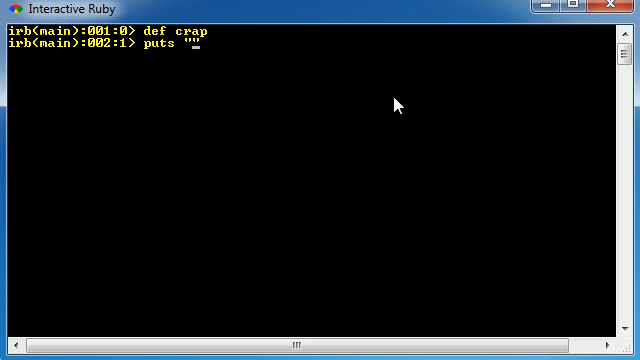 Interactive Ruby
irb(main):001:0> def crap
irb(main):002:1> puts ""